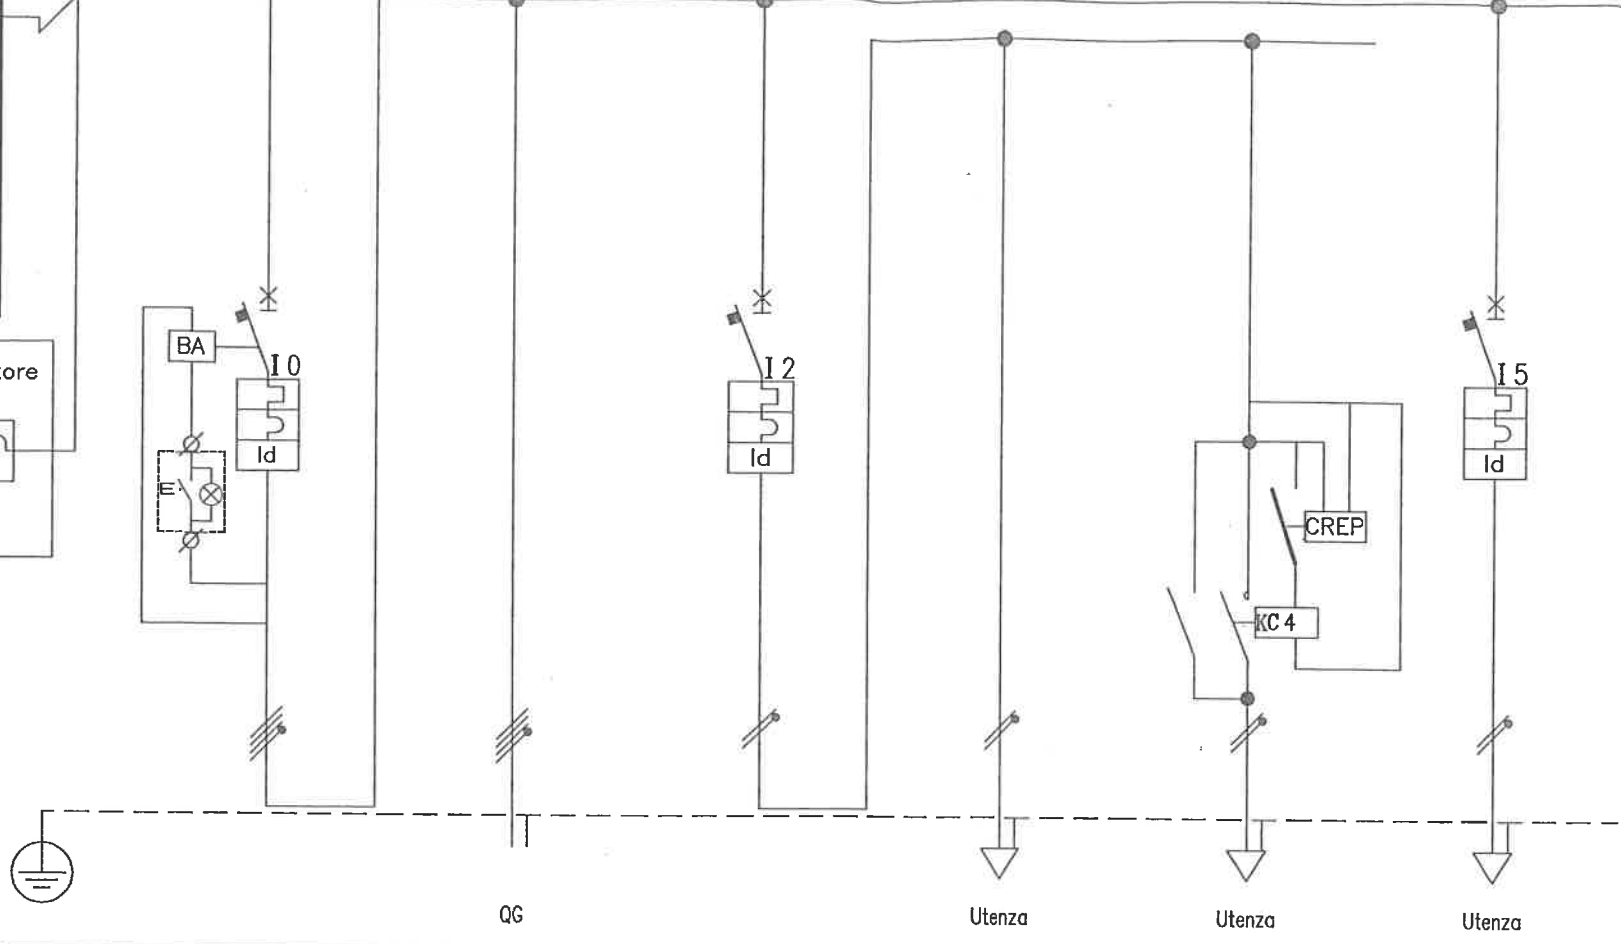 BA
I 0
I 2
I 5
tore
Id
Id
Id
E
CREP
KC 4
QG
Utenza
Utenza
Utenza